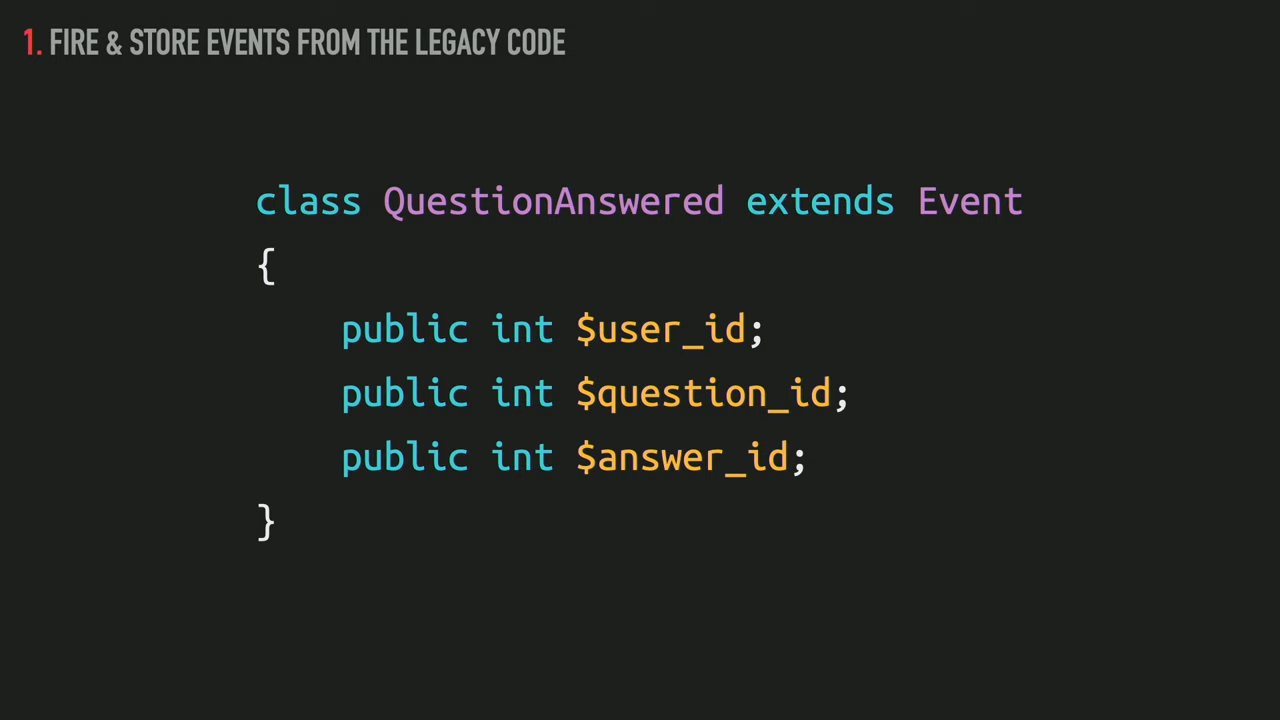 1. FIRE & STORE EVENTS FROM THE LEGACY CODE
class QuestionAnswered extends Event
{
    public int $user_id;
    public int $question_id;
    public int $answer_id;
}